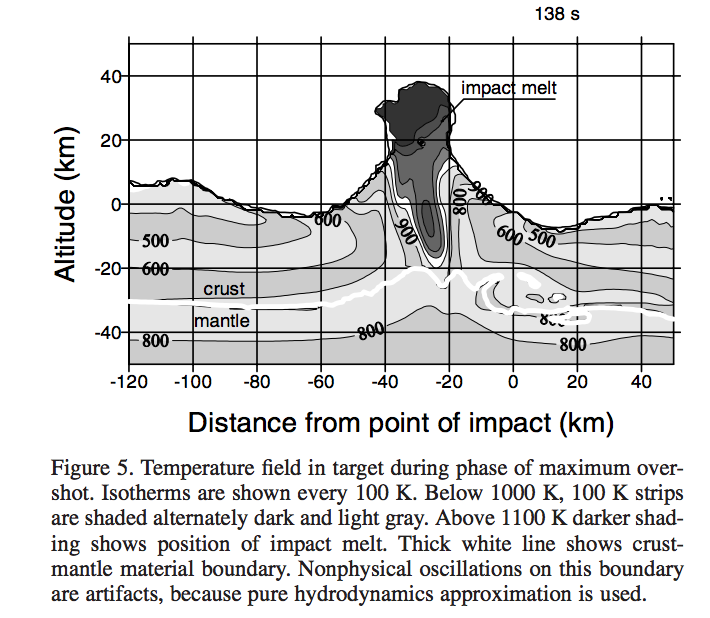 138 s
40
impact melt
20
Altitude (km)
0
800
900
600
600 500
500
900
-20
600
crust
mantle
800
-40
800
800
800
-120 -100 -80 -60 -40 -20 0 20 40
Distance from point of impact (km)
Figure 5. Temperature field in target during phase of maximum over-
shot. Isotherms are shown every 100 K. Below 1000 K, 100 K strips
are shaded alternately dark and light gray. Above 1100 K darker shad-
ing shows position of impact melt. Thick white line shows crust-
mantle material boundary. Nonphysical oscillations on this boundary
are artifacts, because pure hydrodynamics approximation is used.